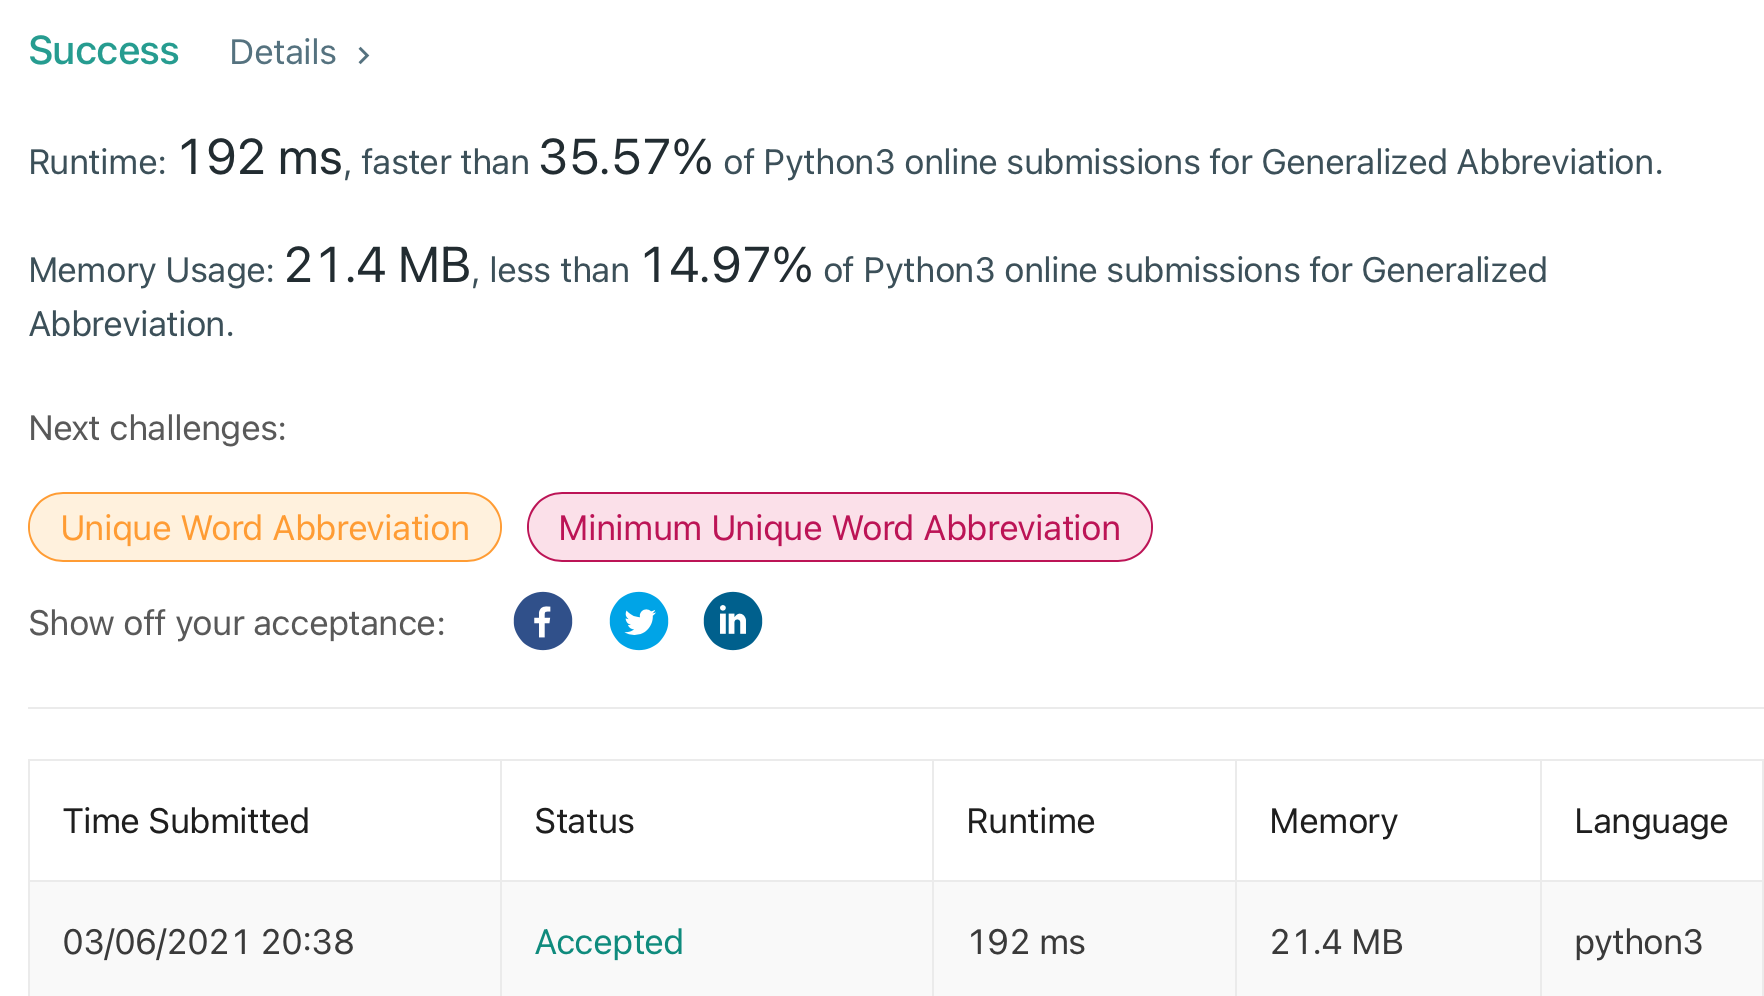 Success Details >
Runtime: 192 ms, faster than 35.57% of Python3 online submissions for Generalized Abbreviation.
Memory Usage: 21.4 MB, less than 14.97% of Python3 online submissions for Generalized
Abbreviation.
Next challenges:
Unique Word Abbreviation Minimum Unique Word Abbreviation
Show off your acceptance: f in
Time Submitted Status Runtime Memory Language
03/06/2021 20:38 Accepted 192 ms 21.4 MB python3